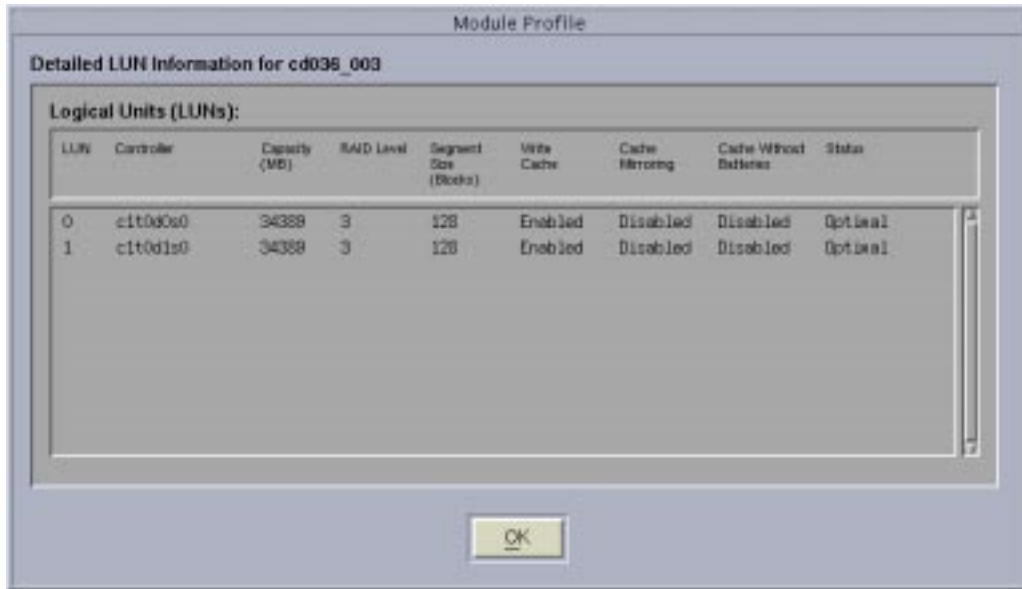 Module Profile
Detailed LUN Information for cd036_003
Logical Units (LUNs):
LUN Controller Capacity (MB) RAID Level Segment Size (Blocks) Write Cache Cache Mirroring Cache Without Batteries Status
0 c1t0d0s0 34389 3 128 Enabled Disabled Disabled Optimal
1 c1t0d1s0 34389 3 128 Enabled Disabled Disabled Optimal
OK